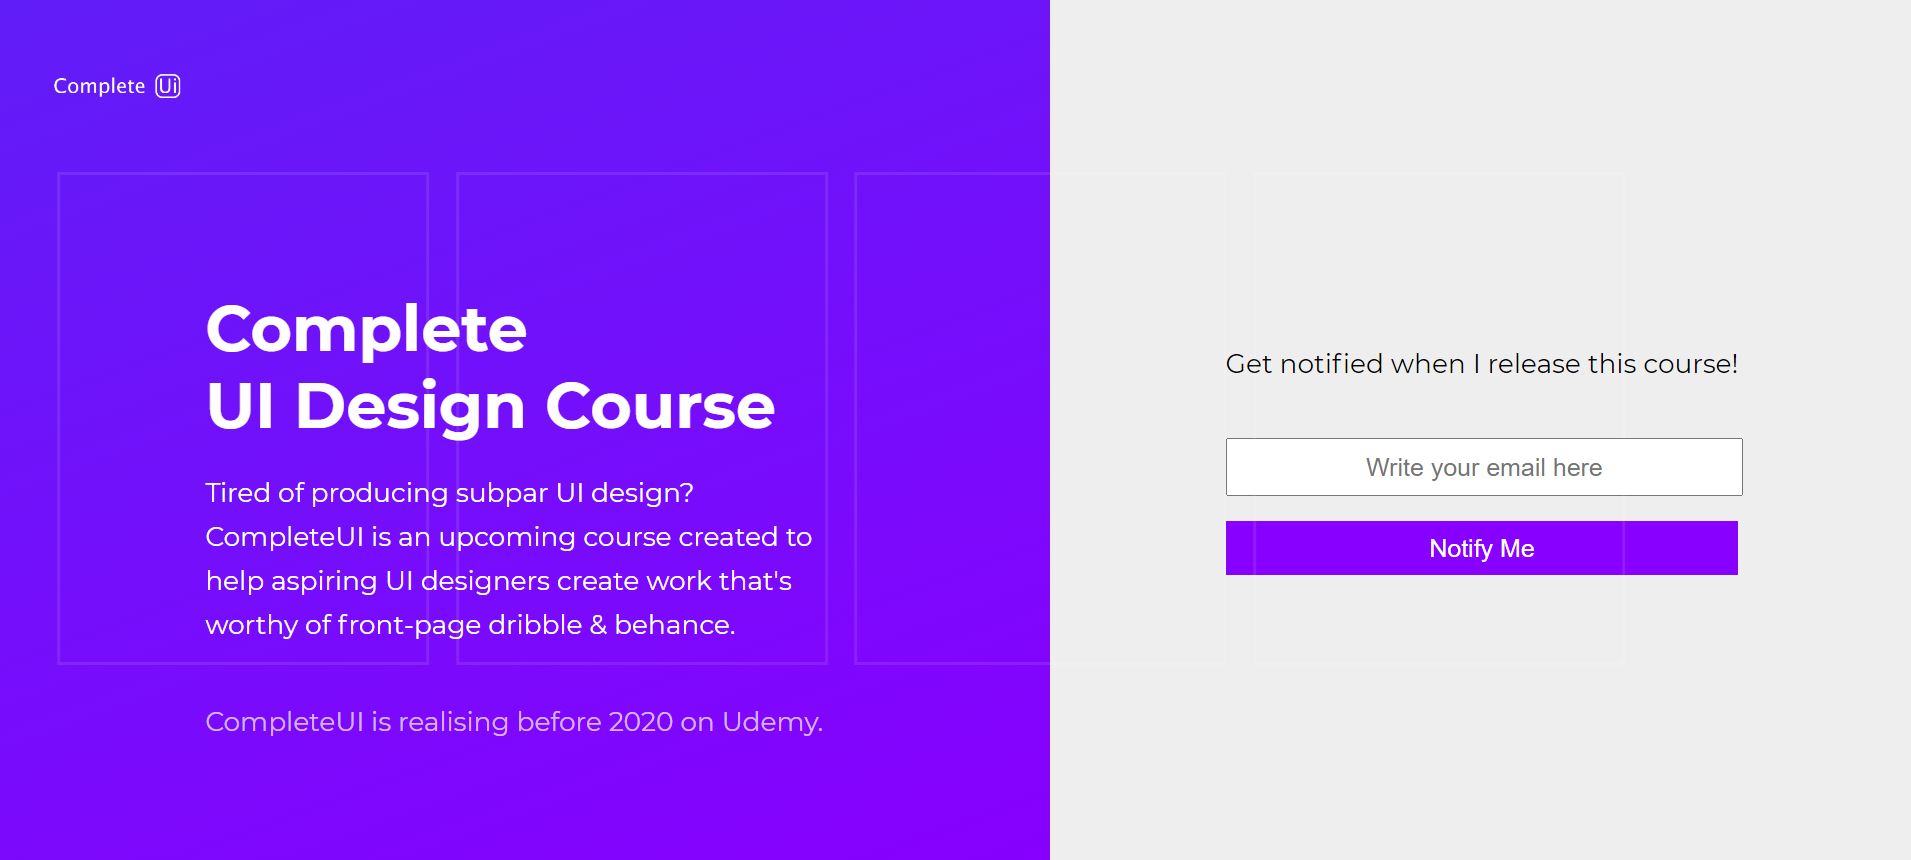 Complete Ui
Complete
UI Design Course
Tired of producing subpar UI design?
CompleteUI is an upcoming course created to
help aspiring UI designers create work that's
worthy of front-page dribble & behance.
CompleteUI is realising before 2020 on Udemy.
Get notified when I release this course!
Write your email here
Notify Me